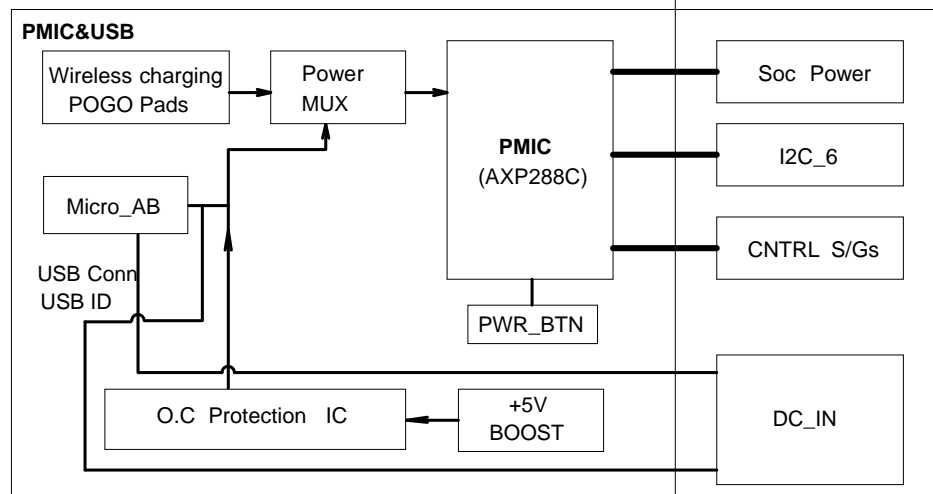 PMIC&USB
Wireless charging
POGO Pads
Power
MUX
PMIC
(AXP288C)
Soc Power
I2C_6
CNTRL S/Gs
Micro_AB
USB Conn
USB ID
PWR_BTN
O.C Protection IC
+5V
BOOST
DC_IN